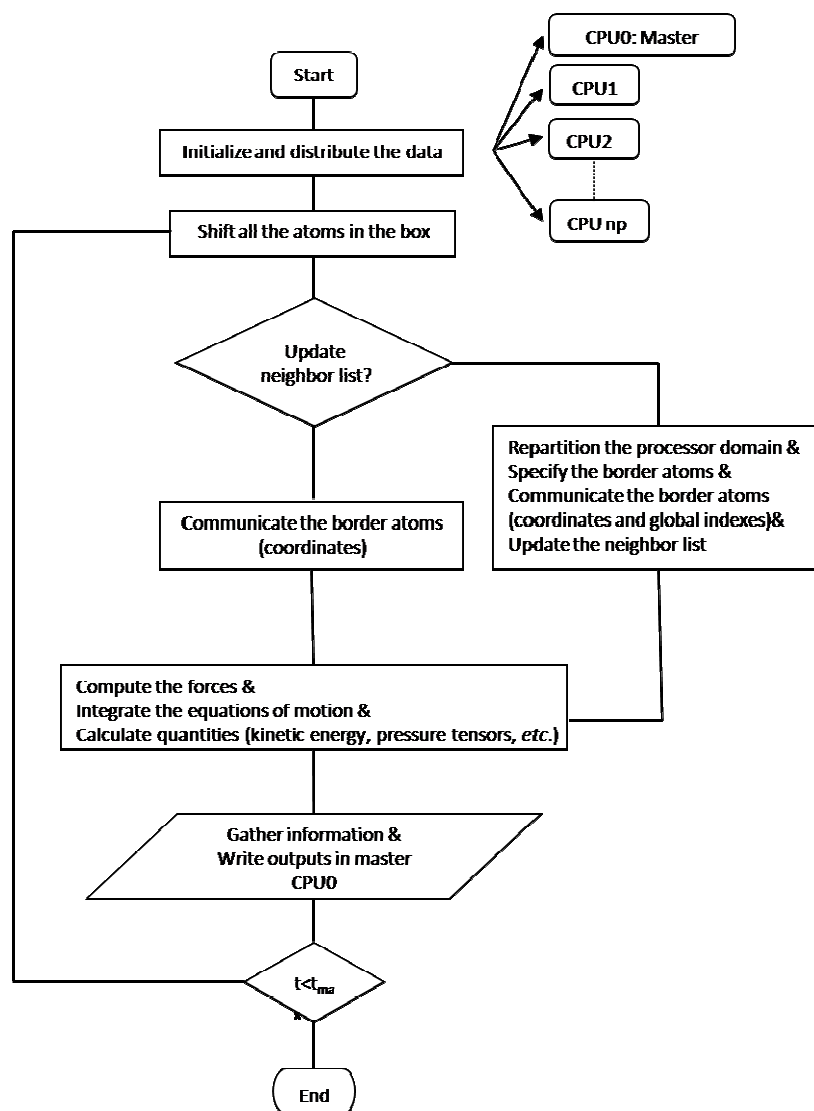 Start
CPU0: Master
CPU1
CPU2
CPU np
Initialize and distribute the data
Shift all the atoms in the box
Update
neighbor list?
Repartition the processor domain &
Specify the border atoms &
Communicate the border atoms
(coordinates and global indexes)&
Update the neighbor list
Communicate the border atoms
(coordinates)
Compute the forces &
Integrate the equations of motion &
Calculate quantities (kinetic energy, pressure tensors, etc.)
Gather information &
Write outputs in master
CPU0
t<tma
x
End